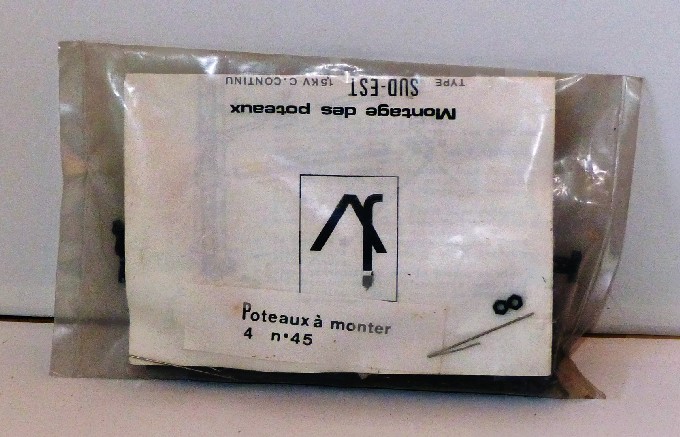 TYPE SUD-EST 1,5KV C.CONTINU
Montage des poteaux
Poteaux à monter
4 n°45